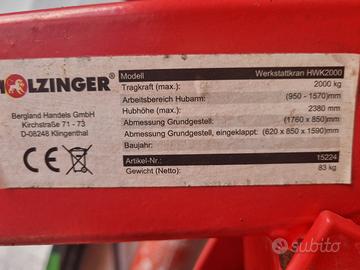 HOLZINGER®
Bergland Handels GmbH
Kirchstraße 71 - 73
D-08248 Klingenthal
CE
Modell Werkstattkran HWK2000
Tragkraft (max.): 2000 kg
Arbeitsbereich Hubarm: (950 - 1570)mm
Hubhöhe (max.): 2380 mm
Abmessung Grundgestell: (1760 x 850)mm
Abmessung Grundgestell, eingeklappt: (620 x 850 x 1590)mm
Baujahr:
Artikel-Nr.: 15224
Gewicht (Netto): 83 kg
subito